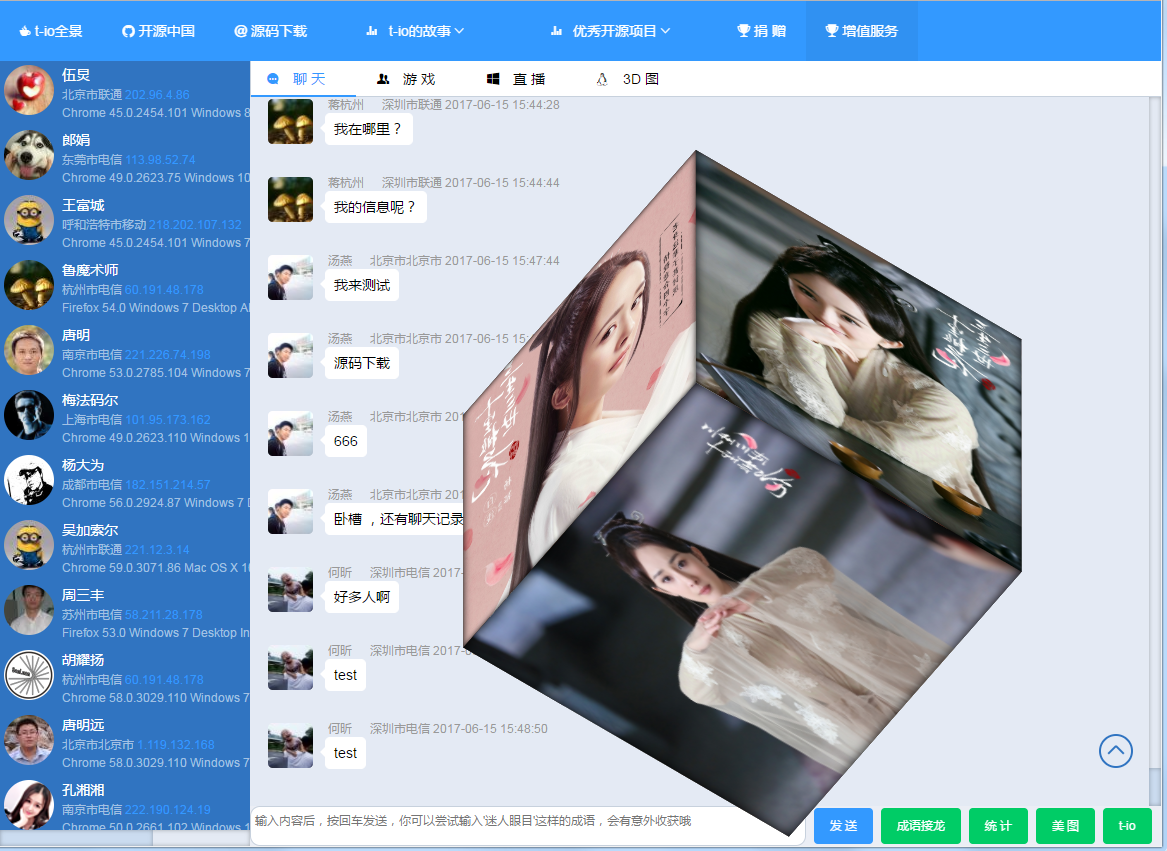 t-io全景 开源中国 源码下载 t-io的故事 优秀开源项目 捐 赠 增值服务
聊 天 游 戏 直 播 3D 图
伍炅
北京市联通 202.96.4.86
Chrome 45.0.2454.101 Windows 8
郎娟
东莞市电信 113.98.52.74
Chrome 49.0.2623.75 Windows 10
王富城
呼和浩特市移动 218.202.107.132
Chrome 45.0.2454.101 Windows 7
鲁魔术师
杭州市电信 60.191.48.178
Firefox 54.0 Windows 7 Desktop
唐明
南京市电信 221.226.74.198
Chrome 53.0.2785.104 Windows 7
梅法码尔
上海市电信 101.95.173.162
Chrome 49.0.2623.110 Windows 1
杨大为
成都市电信 182.151.214.57
Chrome 56.0.2924.87 Windows 7
吴加索尔
杭州市联通 221.12.3.14
Chrome 59.0.3071.86 Mac OS X 1
周三丰
苏州市电信 58.211.28.178
Firefox 53.0 Windows 7 Desktop In
胡耀扬
杭州市电信 60.191.48.178
Chrome 58.0.3029.110 Windows 7
唐明远
北京市北京市 1.119.132.168
Chrome 58.0.3029.110 Windows 7
孔湘湘
南京市电信 222.190.124.19
Chrome 50.0.2661.102 Windows 1
蒋杭州 深圳市联通 2017-06-15 15:44:28
我在哪里？
蒋杭州 深圳市联通 2017-06-15 15:44:44
我的信息呢？
汤燕 北京市北京市 2017-06-15 15:47:44
我来测试
汤燕 北京市北京市 2017-06-15 15:
源码下载
汤燕 北京市北京市 201
666
汤燕 北京市北京市 201
卧槽 ，还有聊天记录
何昕 深圳市电信 2017-
好多人啊
何昕 深圳市电信 2017-0
test
何昕 深圳市电信 2017-06-15 15:48:50
test
输入内容后，按回车发送，你可以尝试输入'迷人眼目'这样的成语，会有意外收获哦
发 送 成语接龙 统 计 美 图 t-io